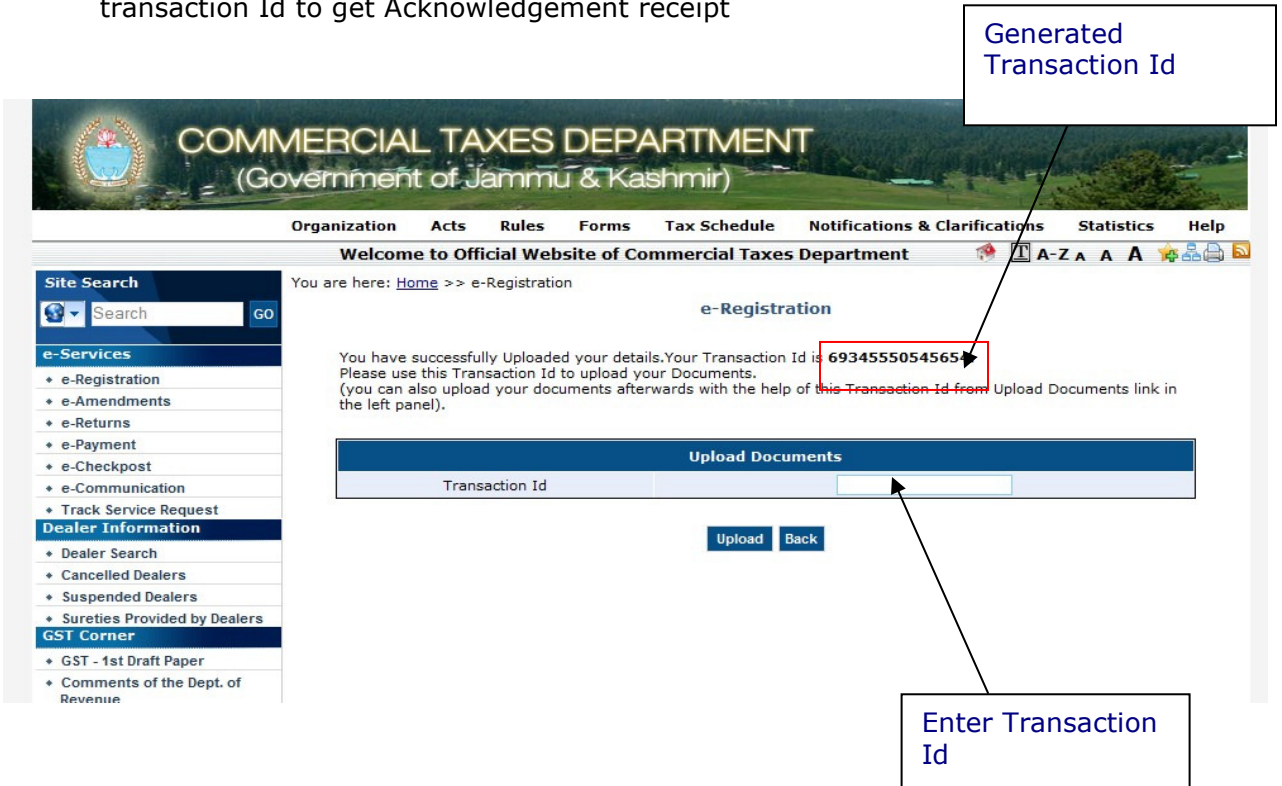 transaction Id to get Acknowledgement receipt
Generated
Transaction Id
COMMERCIAL TAXES DEPARTMENT
(Government of Jammu & Kashmir)
Organization Acts Rules Forms Tax Schedule Notifications & Clarifications Statistics Help
Welcome to Official Website of Commercial Taxes Department
T A-Z A A A
Site Search
Search GO
You are here: Home >> e-Registration
e-Registration
You have successfully Uploaded your details.Your Transaction Id is 69345550545654
Please use this Transaction Id to upload your Documents.
(you can also upload your documents afterwards with the help of this Transaction Id from Upload Documents link in
the left panel).
Upload Documents
Transaction Id
Upload Back
e-Services
e-Registration
e-Amendments
e-Returns
e-Payment
e-Checkpost
e-Communication
Track Service Request
Dealer Information
Dealer Search
Cancelled Dealers
Suspended Dealers
Sureties Provided by Dealers
GST Corner
GST - 1st Draft Paper
Comments of the Dept. of
Revenue
Enter Transaction
Id